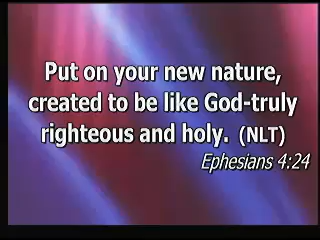 Put on your new nature,
created to be like God-truly
righteous and holy. (NLT)
Ephesians 4:24